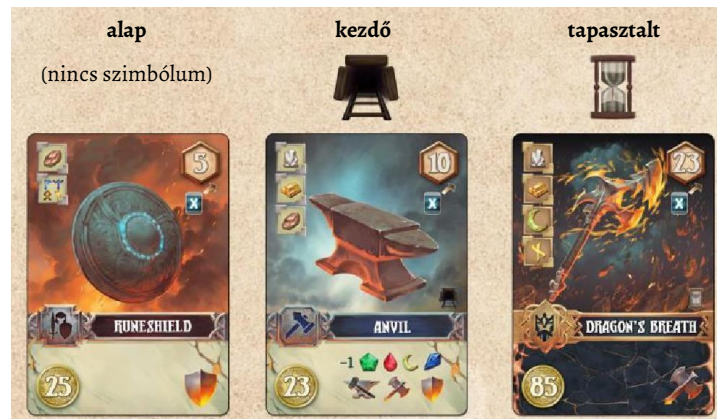 alap
kezdő
tapasztalt
(nincs szimbólum)
5
X
RUNESHIELD
25
10
X
ANVIL
-1
23
23
X
DRAGON'S BREATH
85